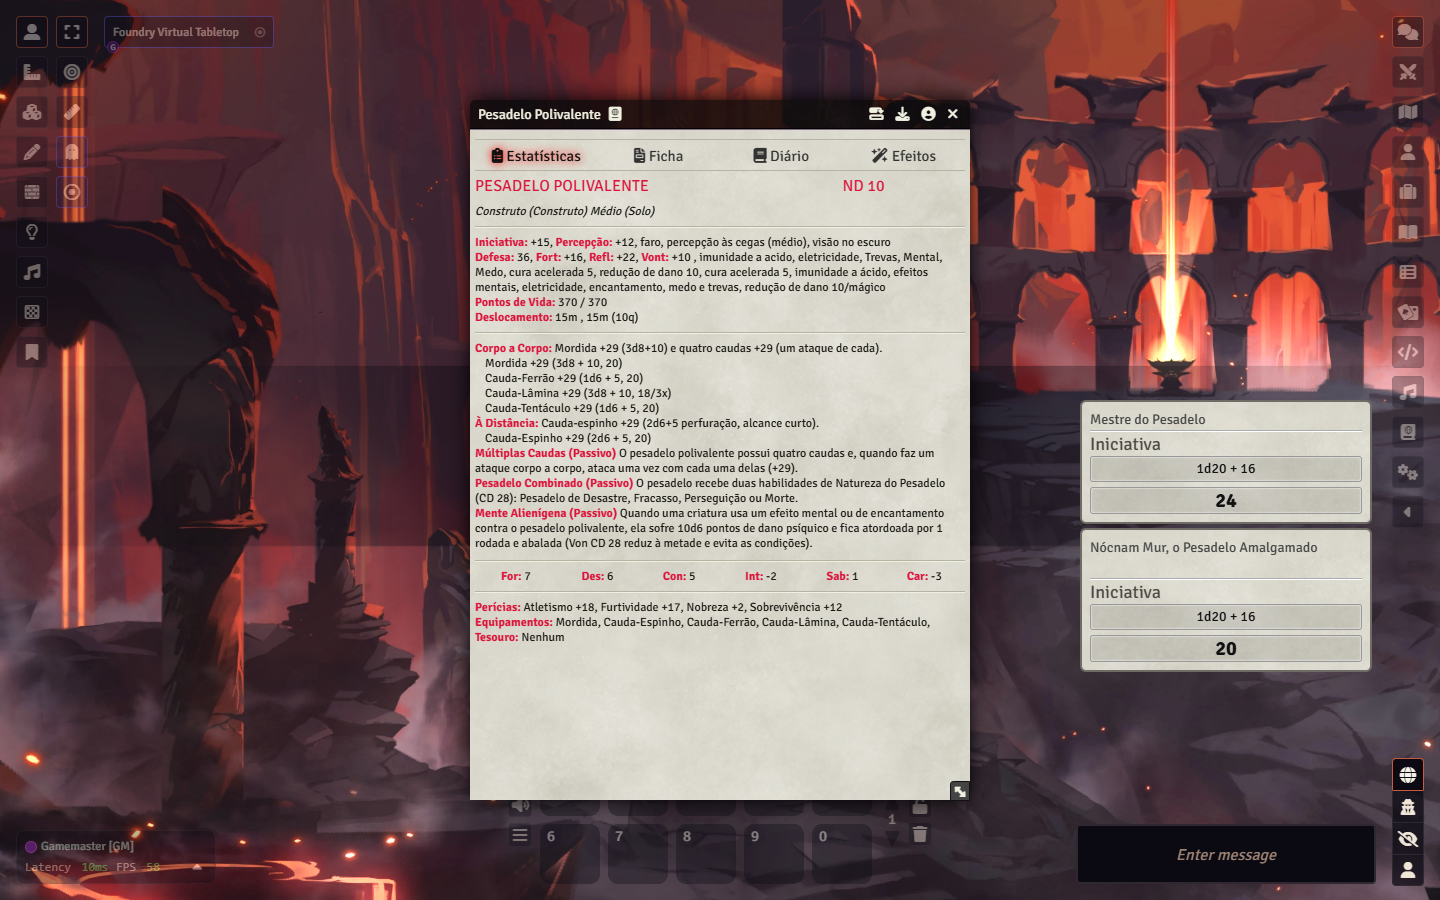 Foundry Virtual Tabletop
G
Pesadelo Polivalente
Estatísticas
Ficha
Diário
Efeitos
PESADELO POLIVALENTE
ND 10
Construto (Construto) Médio (Solo)
Iniciativa: +15, Percepção: +12, faro, percepção às cegas (médio), visão no escuro
Defesa: 36, Fort: +16, Refl: +22, Vont: +10 , imunidade a acido, eletricidade, Trevas, Mental,
Medo, cura acelerada 5, redução de dano 10, cura acelerada 5, imunidade a ácido, efeitos
mentais, eletricidade, encantamento, medo e trevas, redução de dano 10/mágico
Pontos de Vida: 370 / 370
Deslocamento: 15m , 15m (10q)
Corpo a Corpo: Mordida +29 (3d8+10) e quatro caudas +29 (um ataque de cada).
Mordida +29 (3d8 + 10, 20)
Cauda-Ferrão +29 (1d6 + 5, 20)
Cauda-Lâmina +29 (3d8 + 10, 18/3x)
Cauda-Tentáculo +29 (1d6 + 5, 20)
À Distância: Cauda-espinho +29 (2d6+5 perfuração, alcance curto).
Cauda-Espinho +29 (2d6 + 5, 20)
Múltiplas Caudas (Passivo) O pesadelo polivalente possui quatro caudas e, quando faz um
ataque corpo a corpo, ataca uma vez com cada uma delas (+29).
Pesadelo Combinado (Passivo) O pesadelo recebe duas habilidades de Natureza do Pesadelo
(CD 28): Pesadelo de Desastre, Fracasso, Perseguição ou Morte.
Mente Alienígena (Passivo) Quando uma criatura usa um efeito mental ou de encantamento
contra o pesadelo polivalente, ela sofre 10d6 pontos de dano psíquico e fica atordoada por 1
rodada e abalada (Von CD 28 reduz à metade e evita as condições).
For: 7
Des: 6
Con: 5
Int: -2
Sab: 1
Car: -3
Perícias: Atletismo +18, Furtividade +17, Nobreza +2, Sobrevivência +12
Equipamentos: Mordida, Cauda-Espinho, Cauda-Ferrão, Cauda-Lâmina, Cauda-Tentáculo,
Tesouro: Nenhum
Mestre do Pesadelo
Iniciativa
1d20 + 16
24
Nócnam Mur, o Pesadelo Amalgamado
Iniciativa
1d20 + 16
20
6
7
8
9
0
1
Gamemaster [GM]
Latency 10ms FPS 58
Enter message